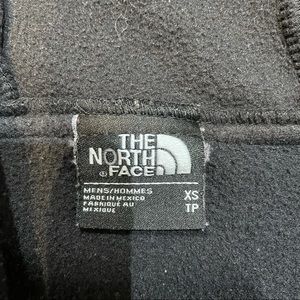 THE
NORTH
FACE
®
MENS/HOMMES
MADE IN MEXICO
FABRIQUÉ AU
MEXIQUE
XS
TP